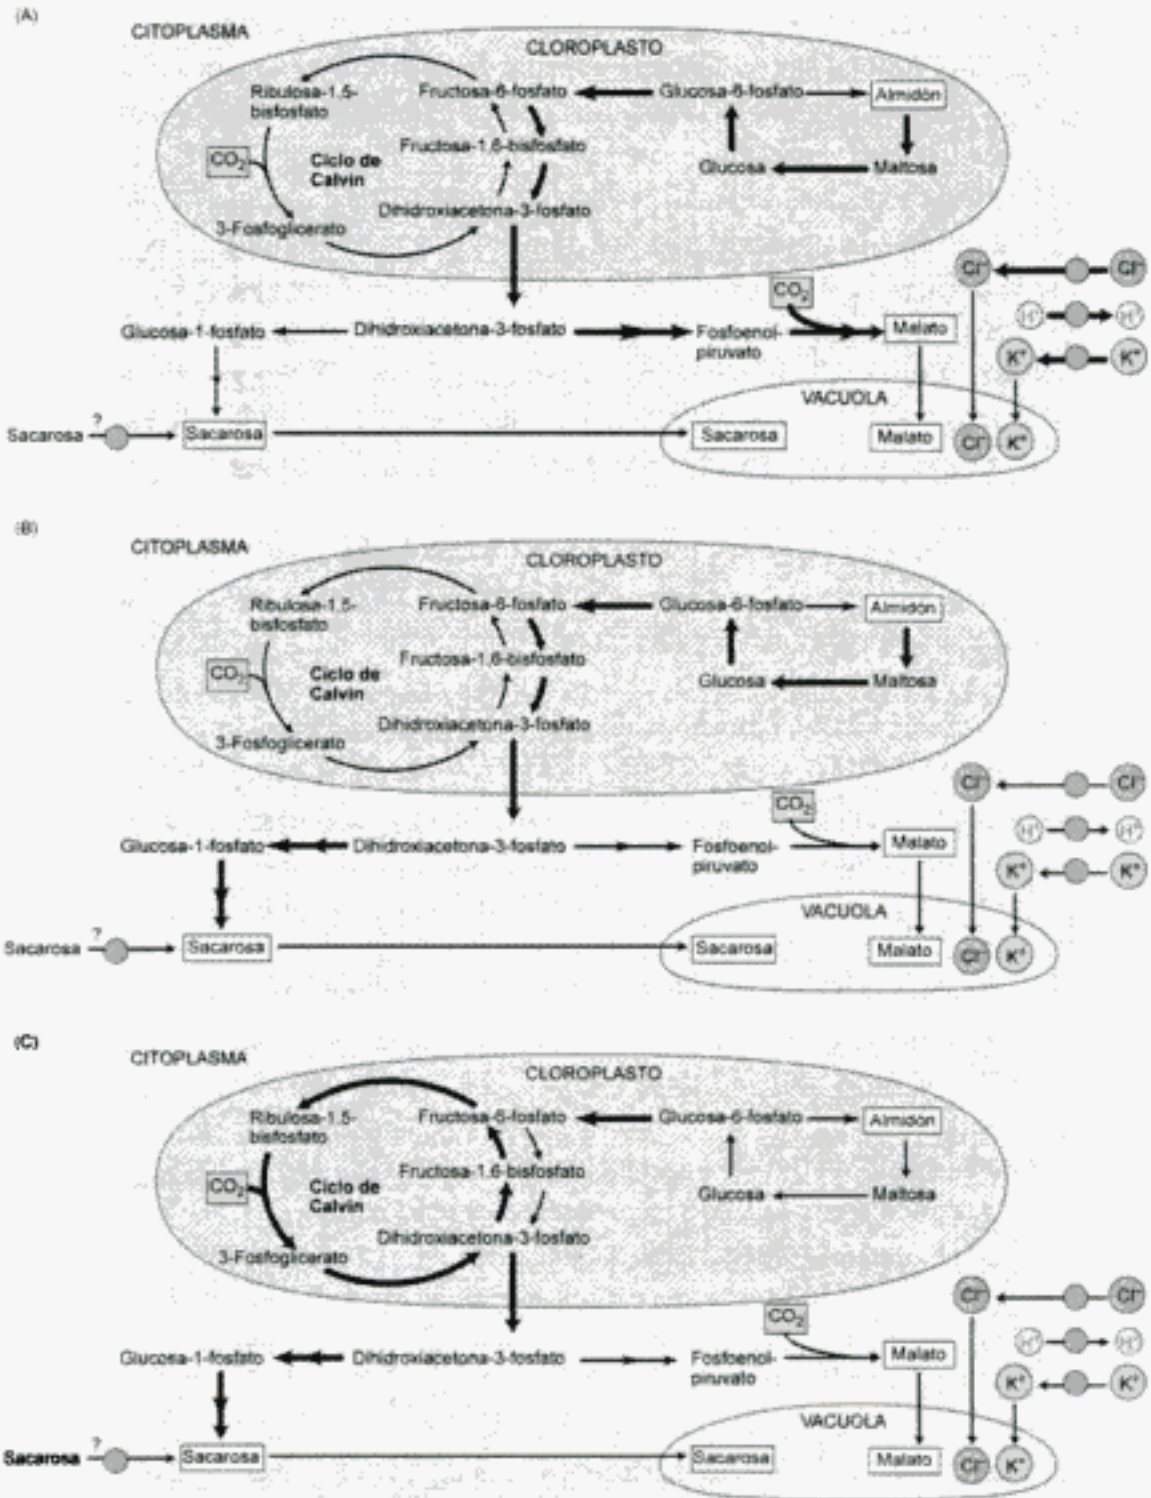 (A)
CITOPLASMA
CLOROPLASTO
Ribulosa-1,5-
bisfosfato
Fructosa-6-fosfato
Glucosa-6-fosfato
Almidón
CO2
Ciclo de
Calvin
Fructosa-1,6-bisfosfato
Glucosa
Maltosa
3-Fosfoglicerato
Dihidroxiacetona-3-fosfato
Cl⁻
Cl⁻
CO2
H⁺
H⁺
Glucosa-1-fosfato
Dihidroxiacetona-3-fosfato
Fosfoenol-
piruvato
Malato
K⁺
K⁺
VACUOLA
?
Sacarosa
Sacarosa
Sacarosa
Malato
Cl⁻
K⁺
(B)
CITOPLASMA
CLOROPLASTO
Ribulosa-1,5-
bisfosfato
Fructosa-6-fosfato
Glucosa-6-fosfato
Almidón
CO2
Ciclo de
Calvin
Fructosa-1,6-bisfosfato
Glucosa
Maltosa
3-Fosfoglicerato
Dihidroxiacetona-3-fosfato
Cl⁻
Cl⁻
CO2
H⁺
H⁺
Glucosa-1-fosfato
Dihidroxiacetona-3-fosfato
Fosfoenol-
piruvato
Malato
K⁺
K⁺
VACUOLA
?
Sacarosa
Sacarosa
Sacarosa
Malato
Cl⁻
K⁺
(C)
CITOPLASMA
CLOROPLASTO
Ribulosa-1,5-
bisfosfato
Fructosa-6-fosfato
Glucosa-6-fosfato
Almidón
CO2
Ciclo de
Calvin
Fructosa-1,6-bisfosfato
Glucosa
Maltosa
3-Fosfoglicerato
Dihidroxiacetona-3-fosfato
Cl⁻
Cl⁻
CO2
H⁺
H⁺
Glucosa-1-fosfato
Dihidroxiacetona-3-fosfato
Fosfoenol-
piruvato
Malato
K⁺
K⁺
VACUOLA
?
Sacarosa
Sacarosa
Sacarosa
Malato
Cl⁻
K⁺